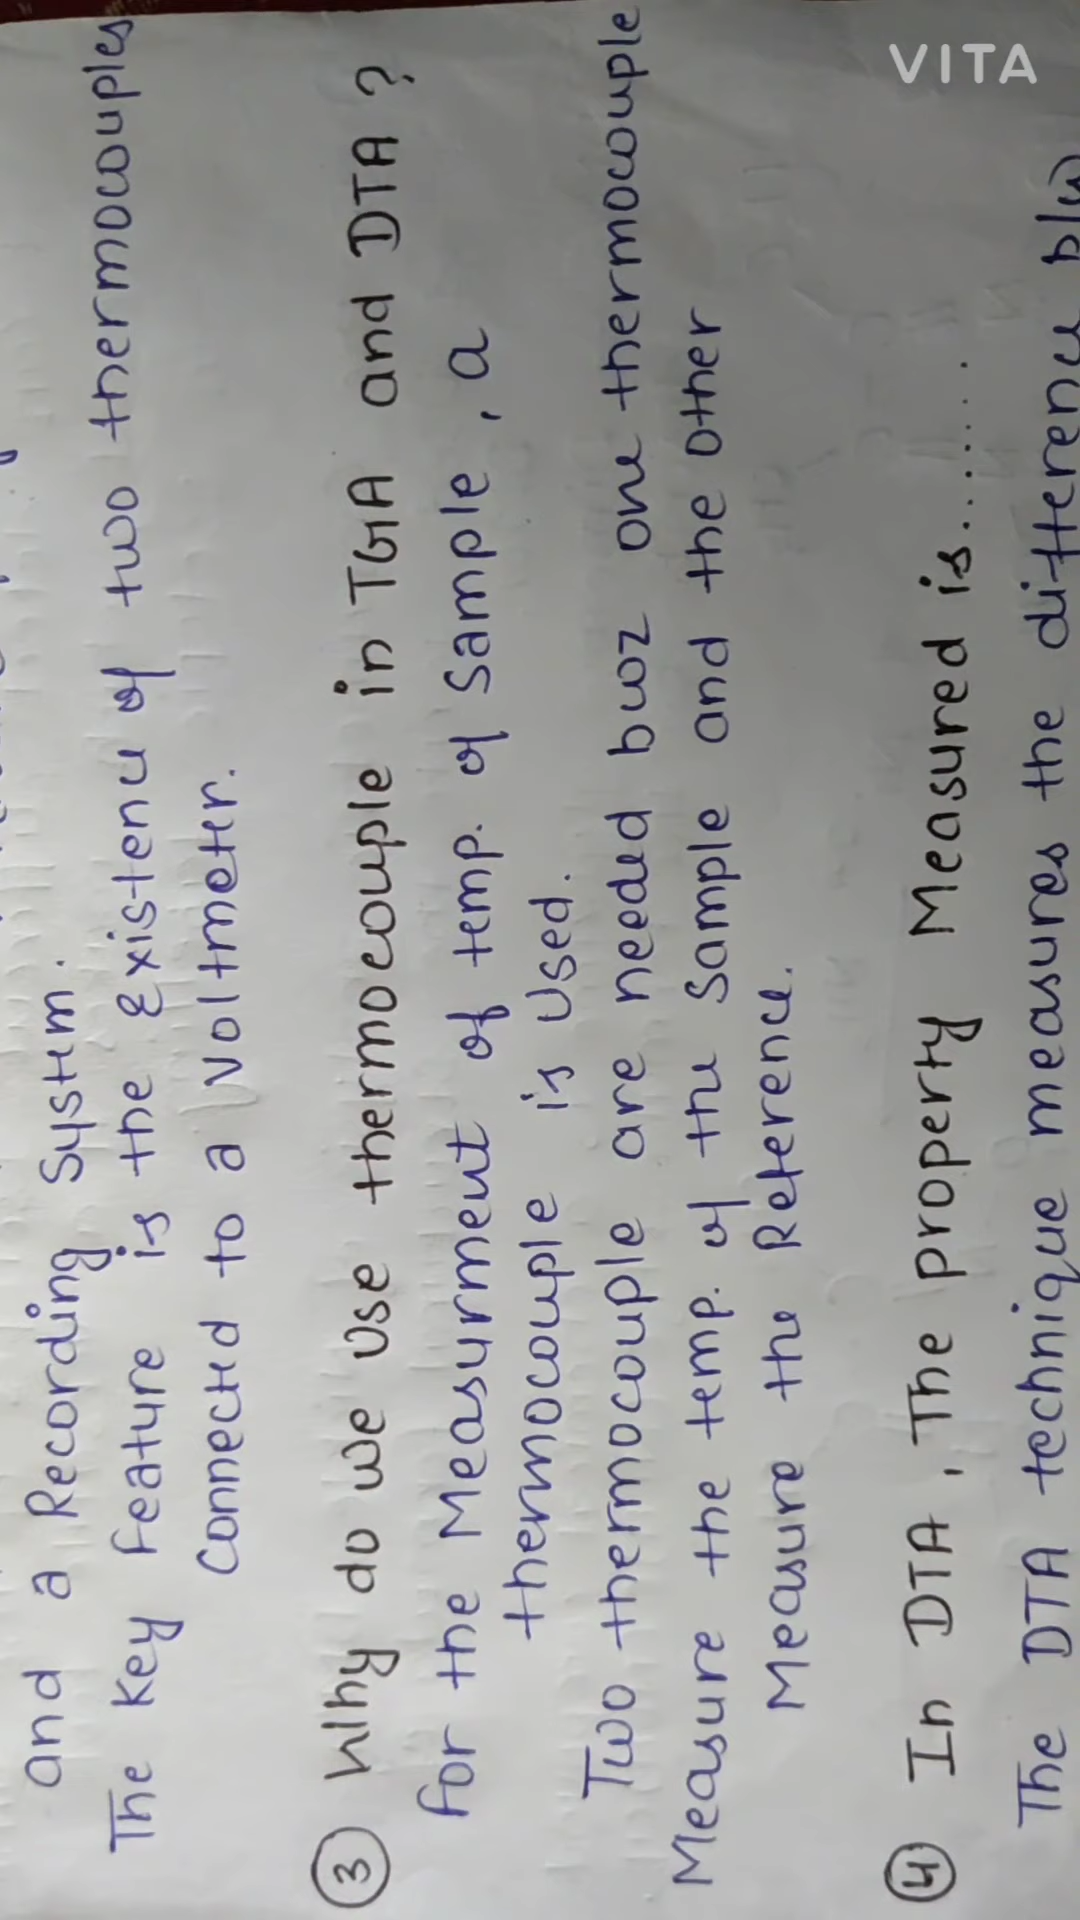 and a Recording System.
The Key feature is the Existence of two thermocouples
Connected to a Voltmeter.
③ Why do we Use thermocouple in TGA and DTA ?
for the Measurment of temp. of Sample, a
thermocouple is Used.
Two thermocouple are needed bcoz one thermocouple
Measure the temp. of the Sample and the other
Measure the Reference.
④ In DTA, The property Measured is.......
The DTA technique measures the difference b/w
VITA